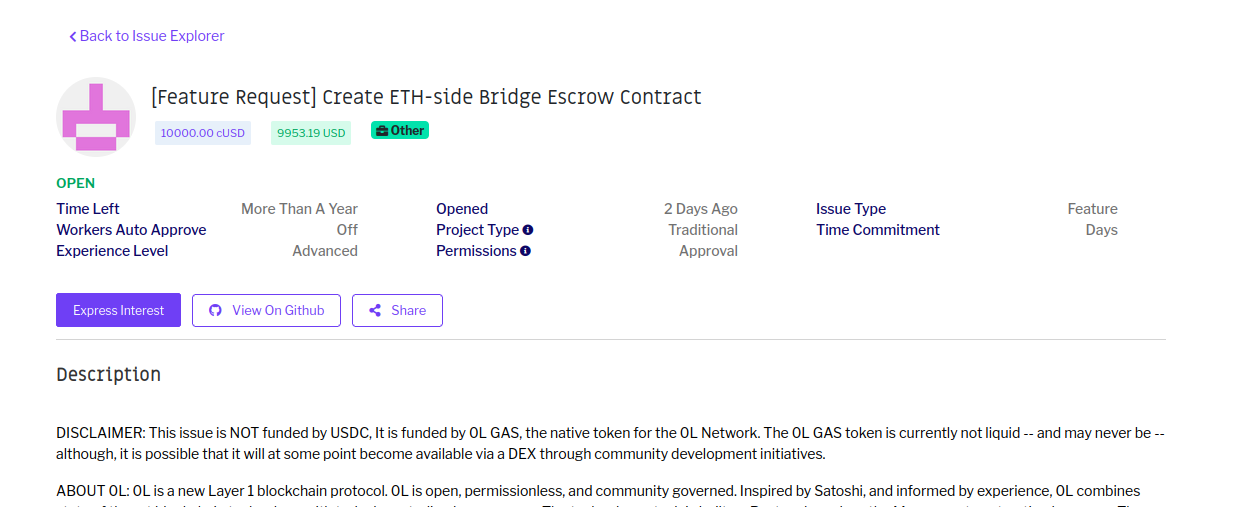 Back to Issue Explorer
[Feature Request] Create ETH-side Bridge Escrow Contract
10000.00 cUSD 9953.19 USD Other
OPEN
Time Left More Than A Year Opened 2 Days Ago Issue Type Feature
Workers Auto Approve Off Project Type Traditional Time Commitment Days
Experience Level Advanced Permissions Approval
Express Interest View On Github Share
Description
DISCLAIMER: This issue is NOT funded by USDC, It is funded by 0L GAS, the native token for the 0L Network. The 0L GAS token is currently not liquid -- and may never be --
although, it is possible that it will at some point become available via a DEX through community development initiatives.
ABOUT 0L: 0L is a new Layer 1 blockchain protocol. 0L is open, permissionless, and community governed. Inspired by Satoshi, and informed by experience, 0L combines